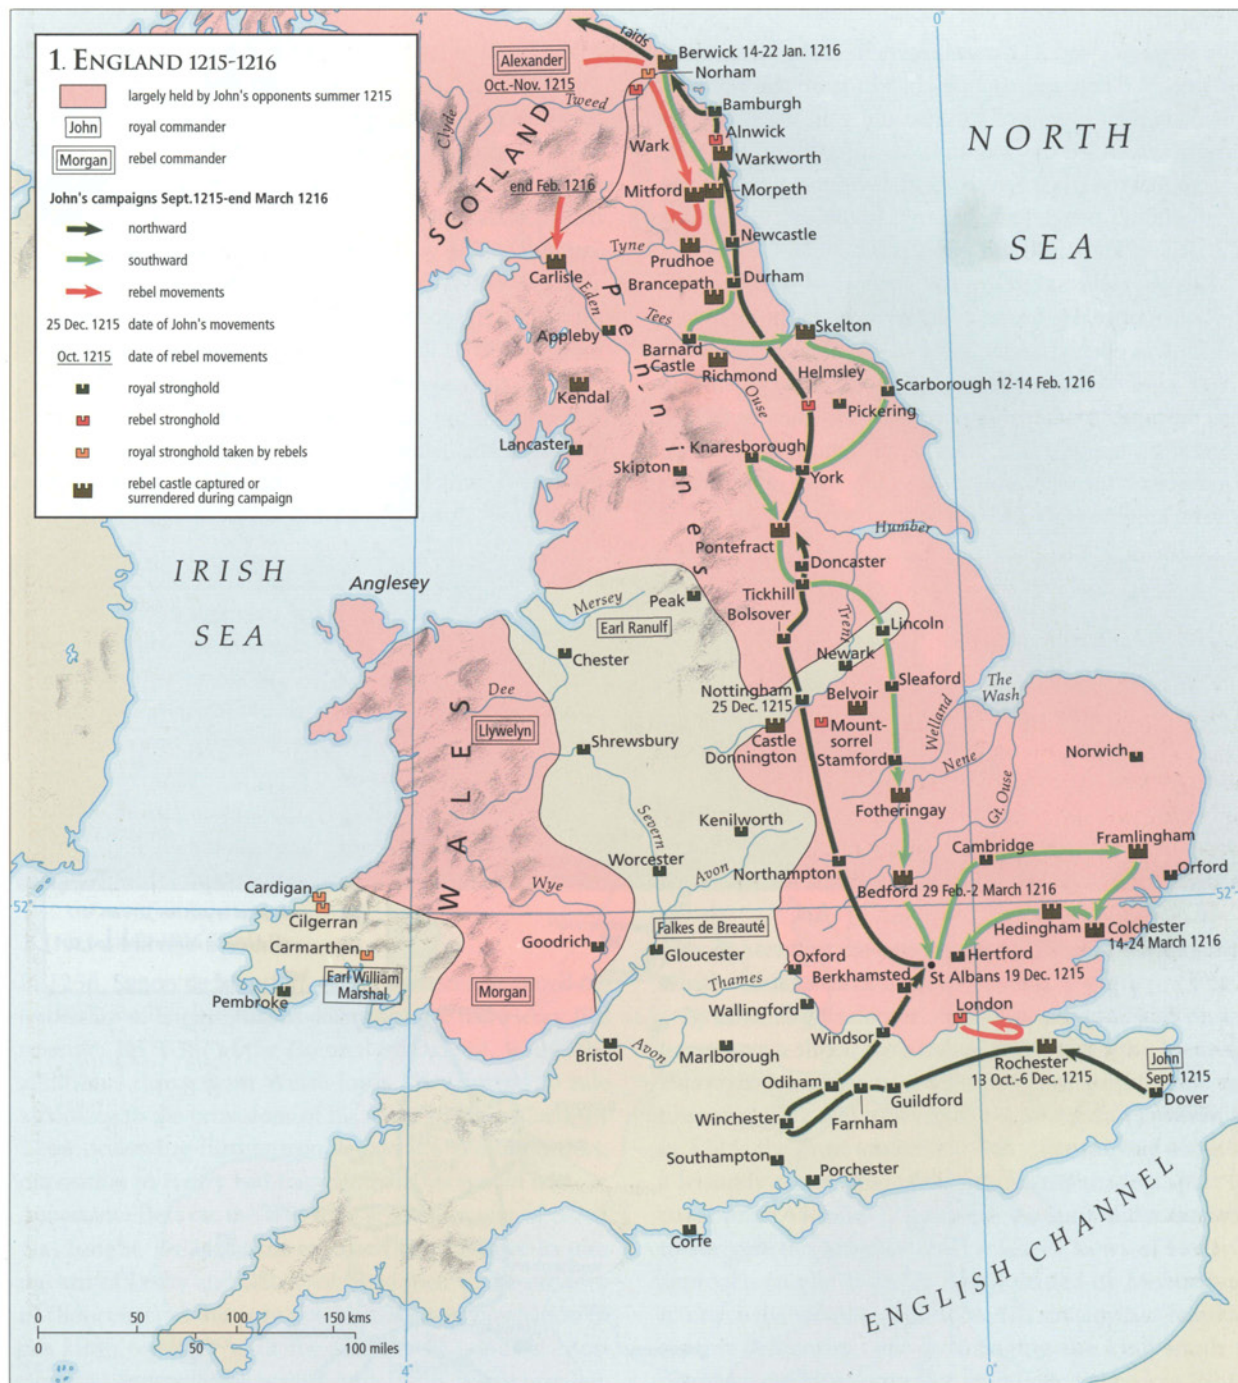 1. ENGLAND 1215-1216
largely held by John's opponents summer 1215
John
royal commander
Morgan
rebel commander
John's campaigns Sept.1215-end March 1216
northward
southward
rebel movements
25 Dec. 1215
date of John's movements
Oct. 1215
date of rebel movements
royal stronghold
rebel stronghold
royal stronghold taken by rebels
rebel castle captured or
surrendered during campaign
4°
0°
raids
Alexander
Oct.-Nov. 1215
Berwick 14-22 Jan. 1216
Norham
Tweed
Clyde
Bamburgh
Wark
Alnwick
Warkworth
NORTH
SEA
SCOTLAND
end Feb. 1216
Mitford
Morpeth
Tyne
Newcastle
Prudhoe
Carlisle
Durham
Brancepath
Eden
Pennines
Tees
Appleby
Skelton
Barnard
Castle
Richmond
Helmsley
Scarborough 12-14 Feb. 1216
Kendal
Ouse
Pickering
Lancaster
Knaresborough
Skipton
York
Humber
Pontefract
IRISH
SEA
Anglesey
Doncaster
Mersey
Peak
Tickhill
Bolsover
Trent
Earl Ranulf
Lincoln
Chester
Newark
Dee
Nottingham
25 Dec. 1215
Belvoir
Sleaford
The
Wash
WALES
Llywelyn
Castle
Donnington
Mount-
sorrel
Shrewsbury
Welland
Norwich
Stamford
Nene
Fotheringay
Gt. Ouse
Severn
Kenilworth
Cambridge
Framlingham
Worcester
Avon
Northampton
Orford
Wye
Cardigan
Bedford 29 Feb.-2 March 1216
52°
52°
Cilgerran
Falkes de Breauté
Hedingham
Colchester
14-24 March 1216
Carmarthen
Goodrich
Gloucester
Oxford
Hertford
Berkhamsted
St Albans 19 Dec. 1215
Earl William
Marshal
Pembroke
Morgan
Thames
Wallingford
London
Windsor
Bristol
Avon
Marlborough
Rochester
13 Oct.-6 Dec. 1215
John
Sept. 1215
Dover
Odiham
Guildford
Winchester
Farnham
Southampton
Porchester
Corfe
ENGLISH CHANNEL
0
50
100
150 kms
0
50
100 miles
4°
0°